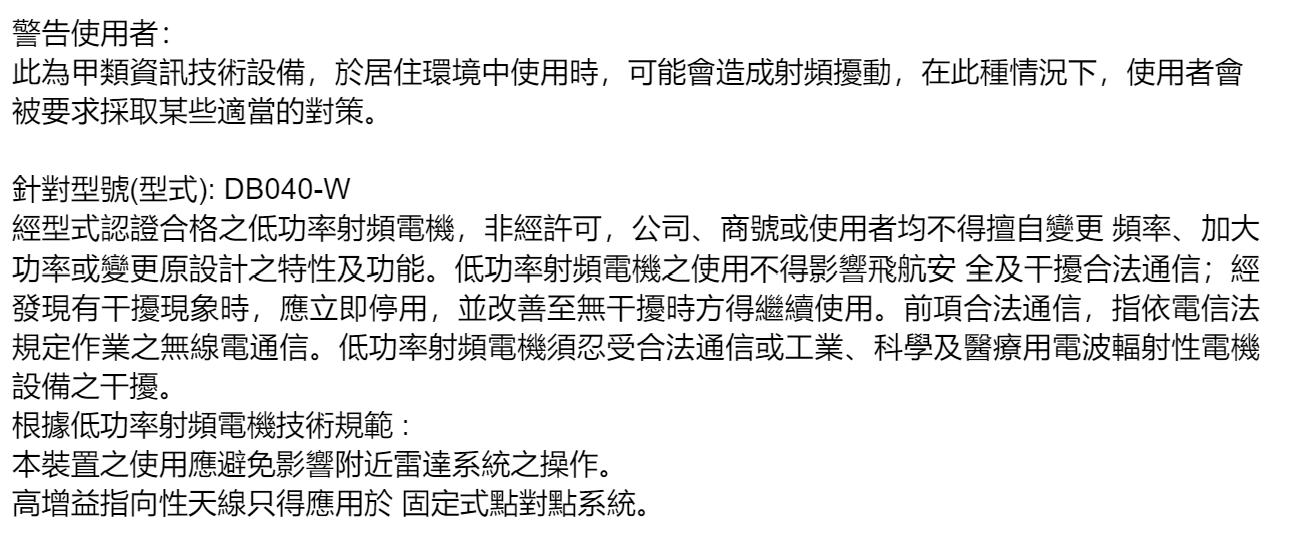 警告使用者：
此為甲類資訊技術設備，於居住環境中使用時，可能會造成射頻擾動，在此種情況下，使用者會
被要求採取某些適當的對策。
針對型號(型式): DB040-W
經型式認證合格之低功率射頻電機，非經許可，公司、商號或使用者均不得擅自變更 頻率、加大
功率或變更原設計之特性及功能。低功率射頻電機之使用不得影響飛航安 全及干擾合法通信；經
發現有干擾現象時，應立即停用，並改善至無干擾時方得繼續使用。前項合法通信，指依電信法
規定作業之無線電通信。低功率射頻電機須忍受合法通信或工業、科學及醫療用電波輻射性電機
設備之干擾。
根據低功率射頻電機技術規範 :
本裝置之使用應避免影響附近雷達系統之操作。
高增益指向性天線只得應用於 固定式點對點系統。